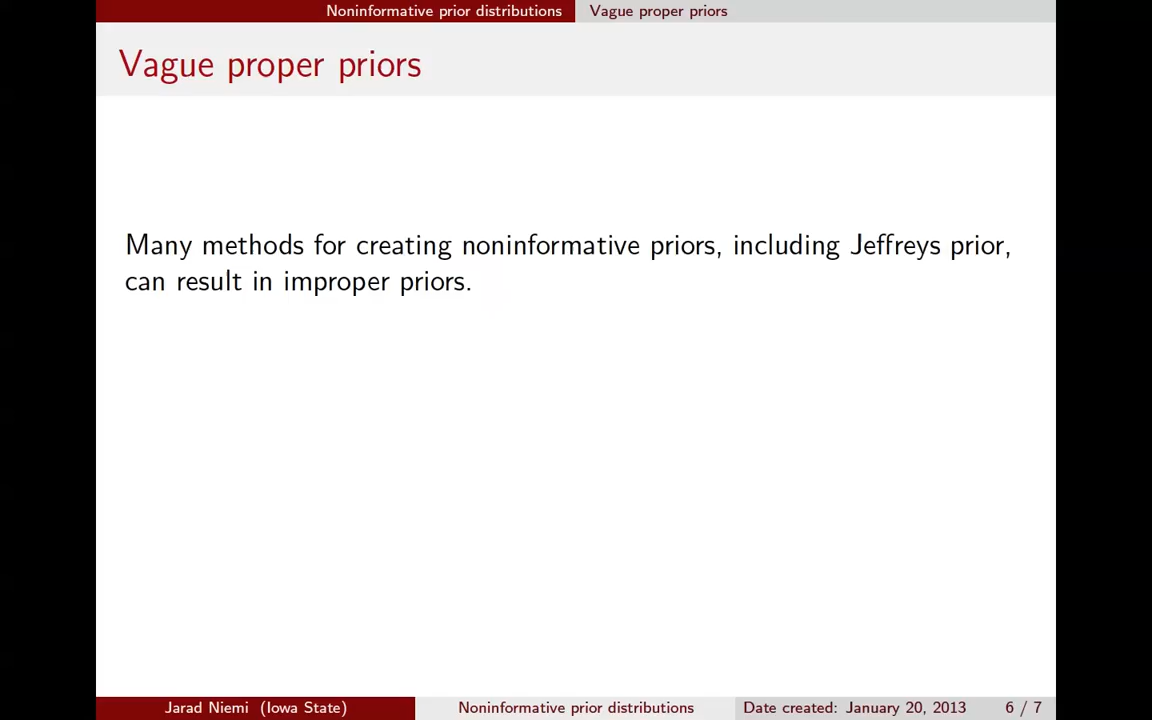 Noninformative prior distributions Vague proper priors
Vague proper priors
Many methods for creating noninformative priors, including Jeffreys prior,
can result in improper priors.
Jarad Niemi (Iowa State) Noninformative prior distributions Date created: January 20, 2013 6 / 7